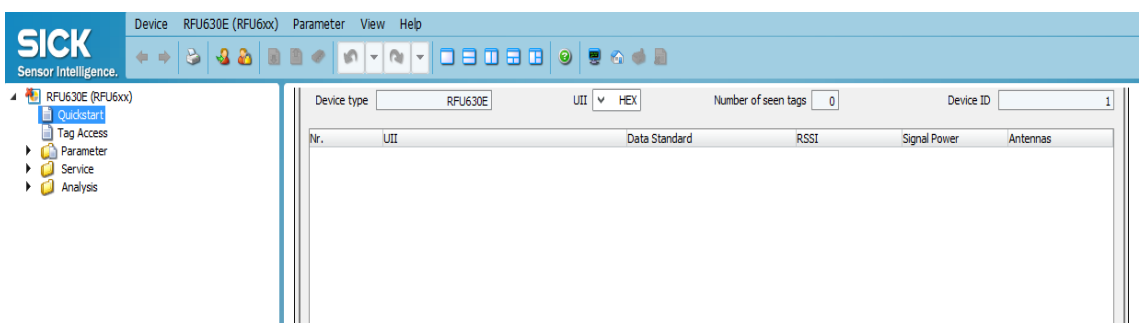 SICK
Sensor Intelligence.
Device RFU630E (RFU6xx) Parameter View Help
RFU630E (RFU6xx)
Quickstart
Tag Access
Parameter
Service
Analysis
Device type RFU630E UII HEX Number of seen tags 0 Device ID 1
Nr. UII Data Standard RSSI Signal Power Antennas